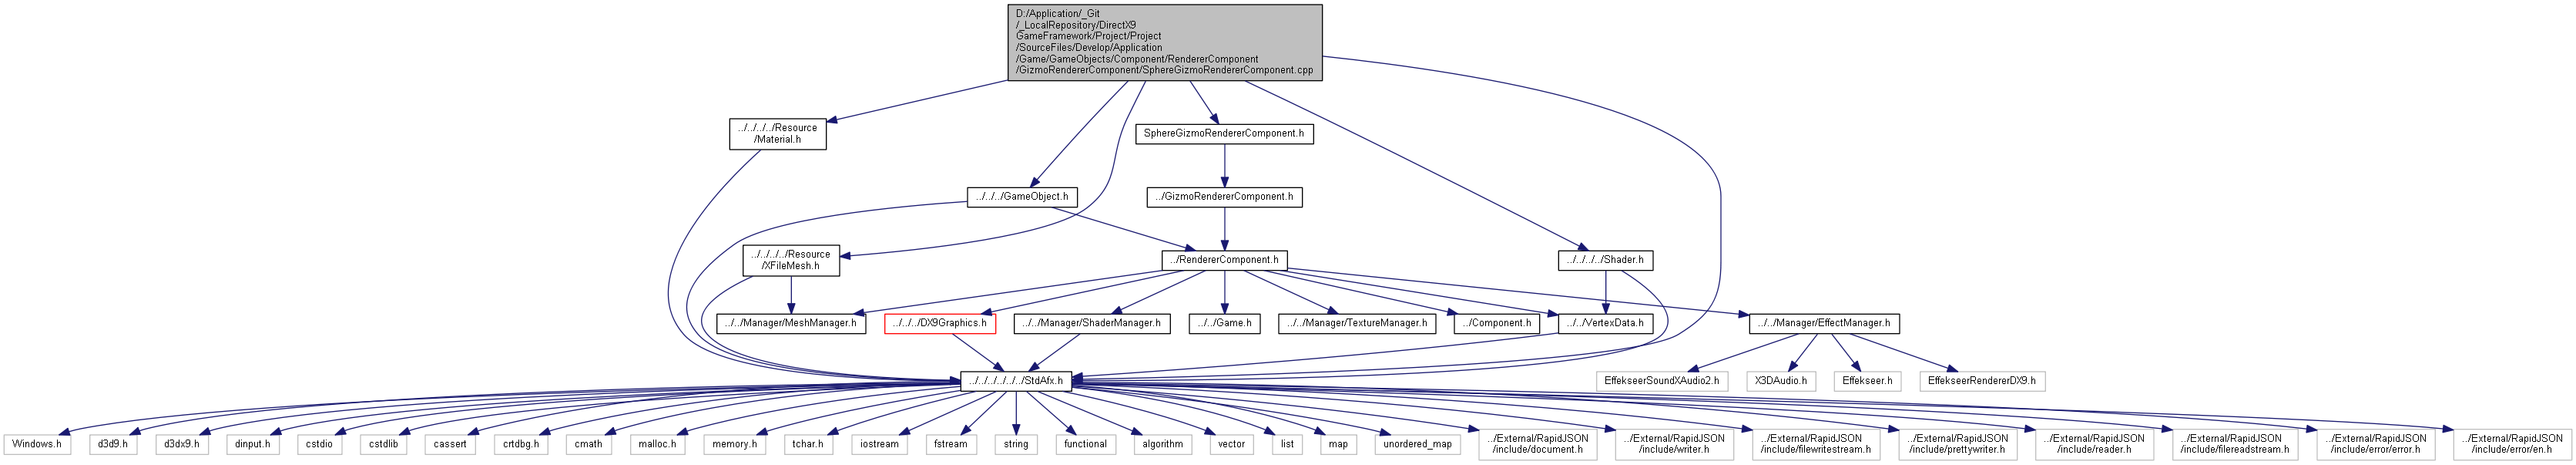 D:/Application/_Git
/_LocalRepository/DirectX9
GameFramework/Project/Project
/SourceFiles/Develop/Application
/Game/GameObjects/Component/RendererComponent
/GizmoRendererComponent/SphereGizmoRendererComponent.cpp
../../../../Resource
/Material.h
SphereGizmoRendererComponent.h
../../../GameObject.h
../GizmoRendererComponent.h
../../../../Resource
/XFileMesh.h
../RendererComponent.h
../../../../Shader.h
../../Manager/MeshManager.h
../../../DX9Graphics.h
../../Manager/ShaderManager.h
../../Game.h
../../Manager/TextureManager.h
../Component.h
../../VertexData.h
../../Manager/EffectManager.h
../../../../../../StdAfx.h
EffekseerSoundXAudio2.h
X3DAudio.h
Effekseer.h
EffekseerRendererDX9.h
Windows.h
d3d9.h
d3dx9.h
dinput.h
cstdio
cstdlib
cassert
crtdbg.h
cmath
malloc.h
memory.h
tchar.h
iostream
fstream
string
functional
algorithm
vector
list
map
unordered_map
../External/RapidJSON
/include/document.h
../External/RapidJSON
/include/writer.h
../External/RapidJSON
/include/filewritestream.h
../External/RapidJSON
/include/prettywriter.h
../External/RapidJSON
/include/reader.h
../External/RapidJSON
/include/filereadstream.h
../External/RapidJSON
/include/error/error.h
../External/RapidJSON
/include/error/en.h